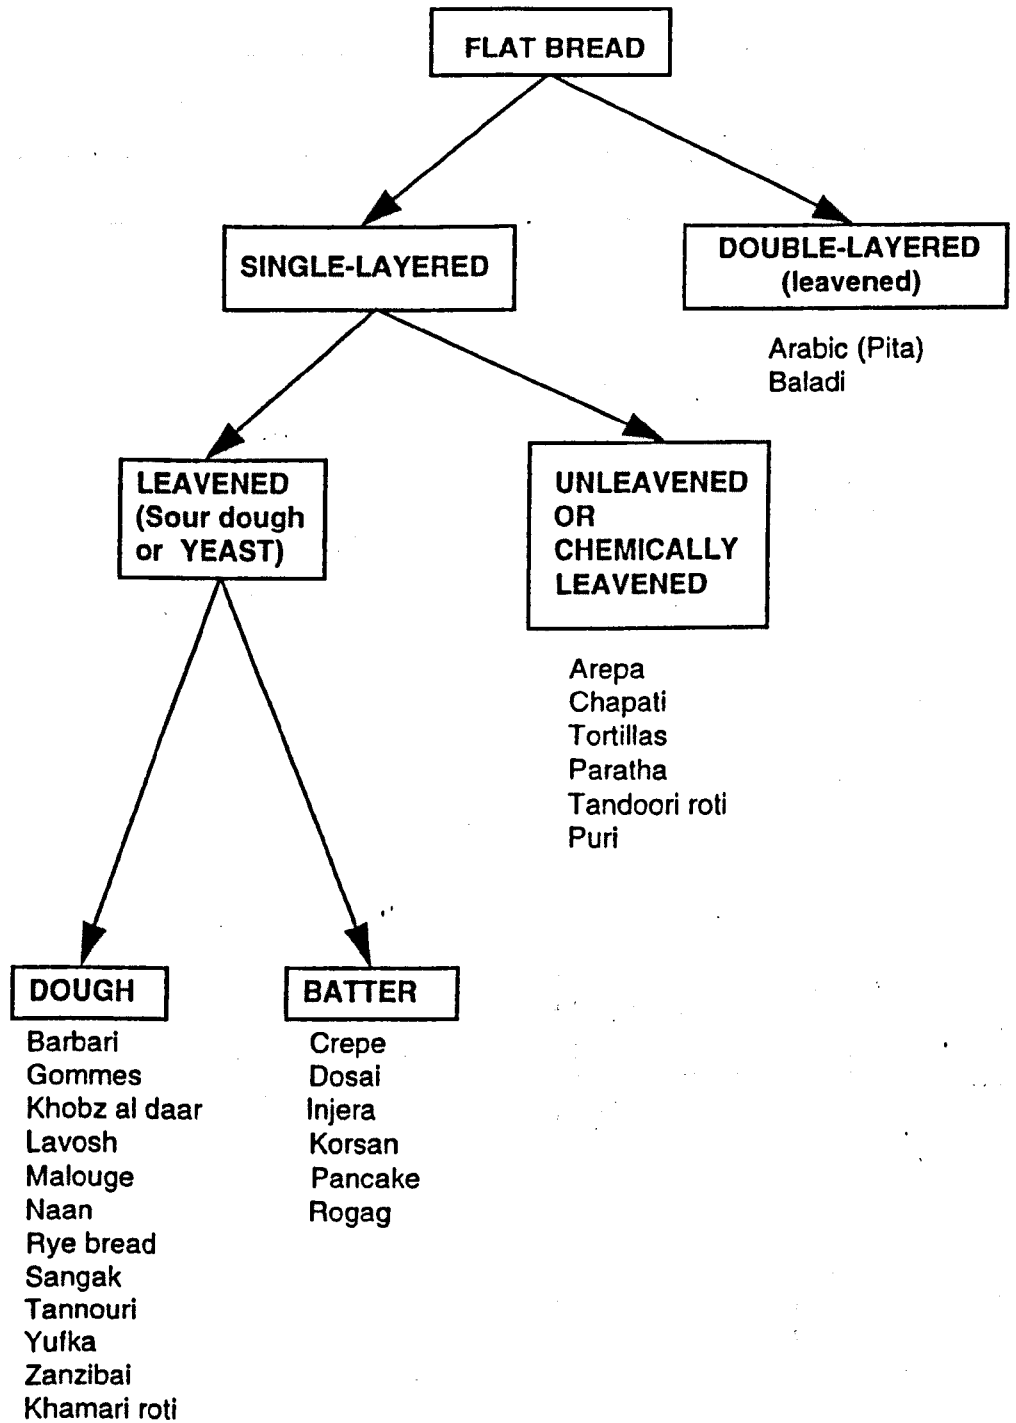 FLAT BREAD
SINGLE-LAYERED
DOUBLE-LAYERED
(leavened)
Arabic (Pita)
Baladi
LEAVENED
(Sour dough
or YEAST)
UNLEAVENED
OR
CHEMICALLY
LEAVENED
Arepa
Chapati
Tortillas
Paratha
Tandoori roti
Puri
DOUGH
Barbari
Gommes
Khobz al daar
Lavosh
Malouge
Naan
Rye bread
Sangak
Tannouri
Yufka
Zanzibai
Khamari roti
BATTER
Crepe
Dosai
Injera
Korsan
Pancake
Rogag